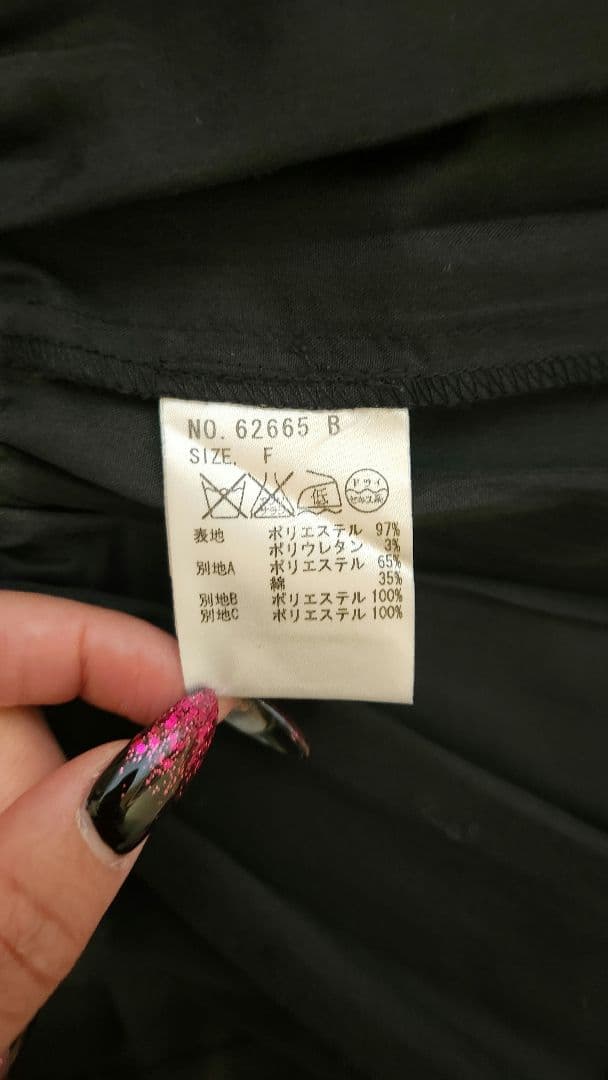 NO. 62665 B
SIZE. F
低 ドライ セキユ系
表地 ポリエステル 97%
ポリウレタン 3%
別地A ポリエステル 65%
綿 35%
別地B ポリエステル 100%
別地C ポリエステル 100%